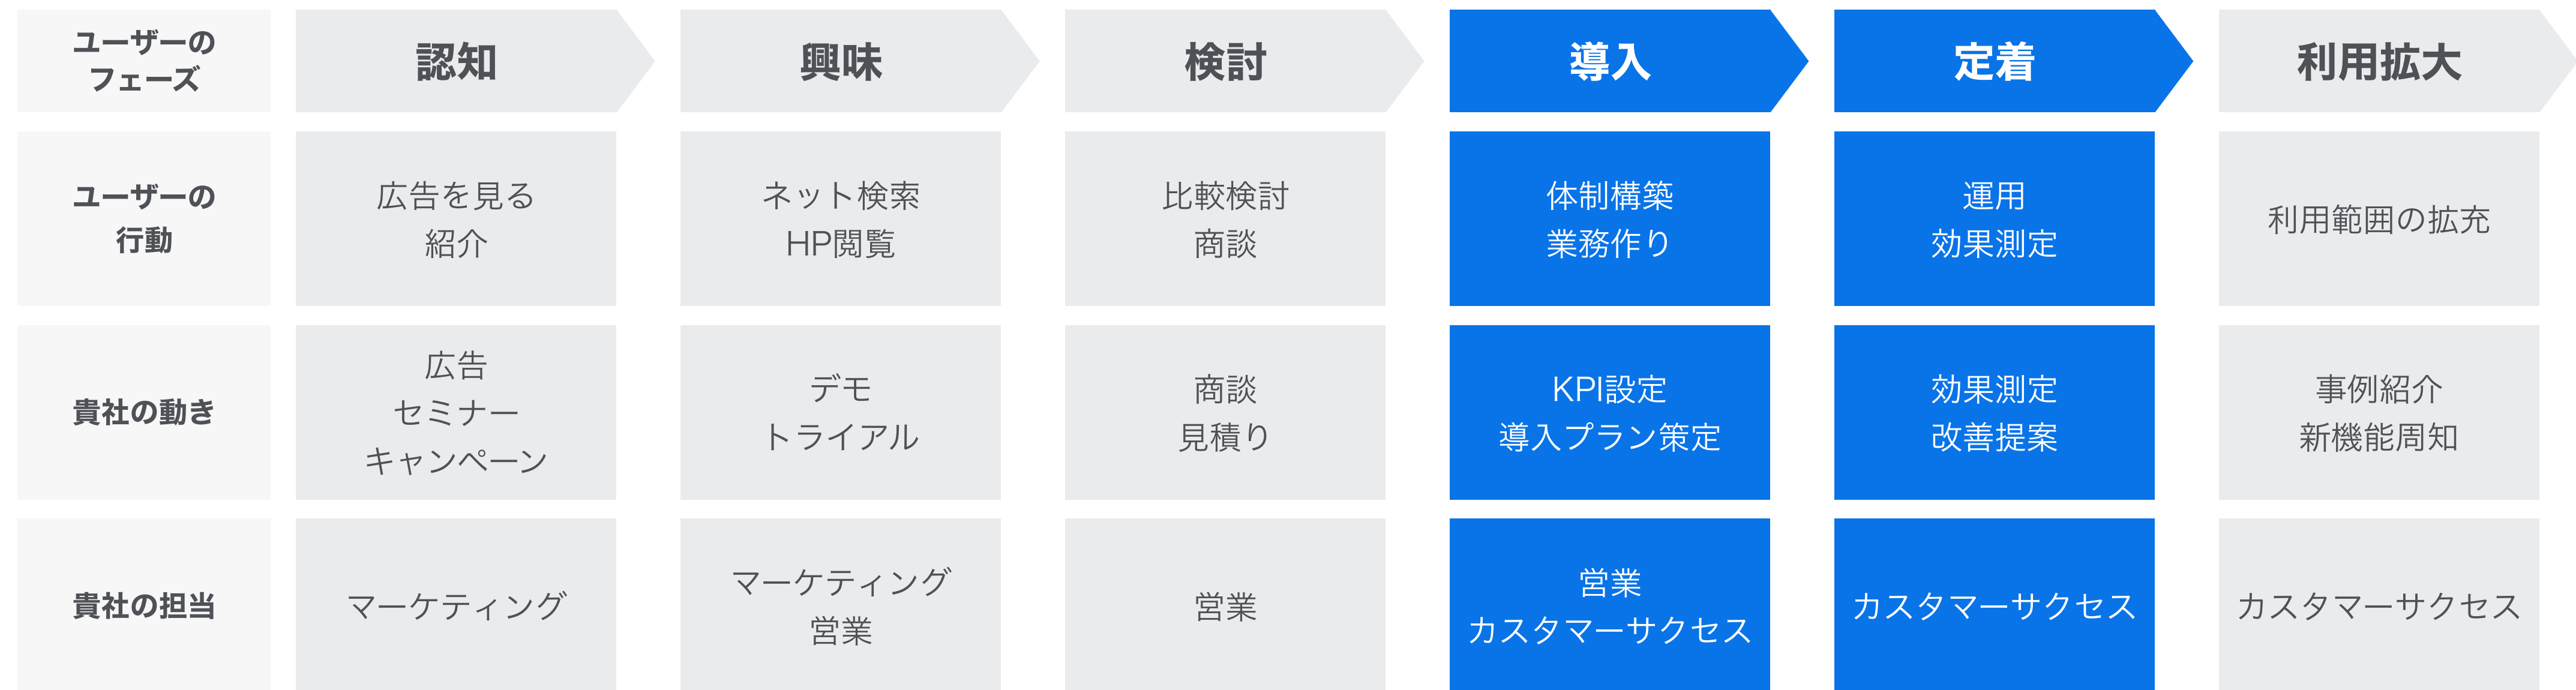 ユーザーの
フェーズ
認知
興味
検討
導入
定着
利用拡大
ユーザーの
行動
広告を見る
紹介
ネット検索
HP閲覧
比較検討
商談
体制構築
業務作り
運用
効果測定
利用範囲の拡充
貴社の動き
広告
セミナー
キャンペーン
デモ
トライアル
商談
見積り
KPI設定
導入プラン策定
効果測定
改善提案
事例紹介
新機能周知
貴社の担当
マーケティング
マーケティング
営業
営業
営業
カスタマーサクセス
カスタマーサクセス
カスタマーサクセス